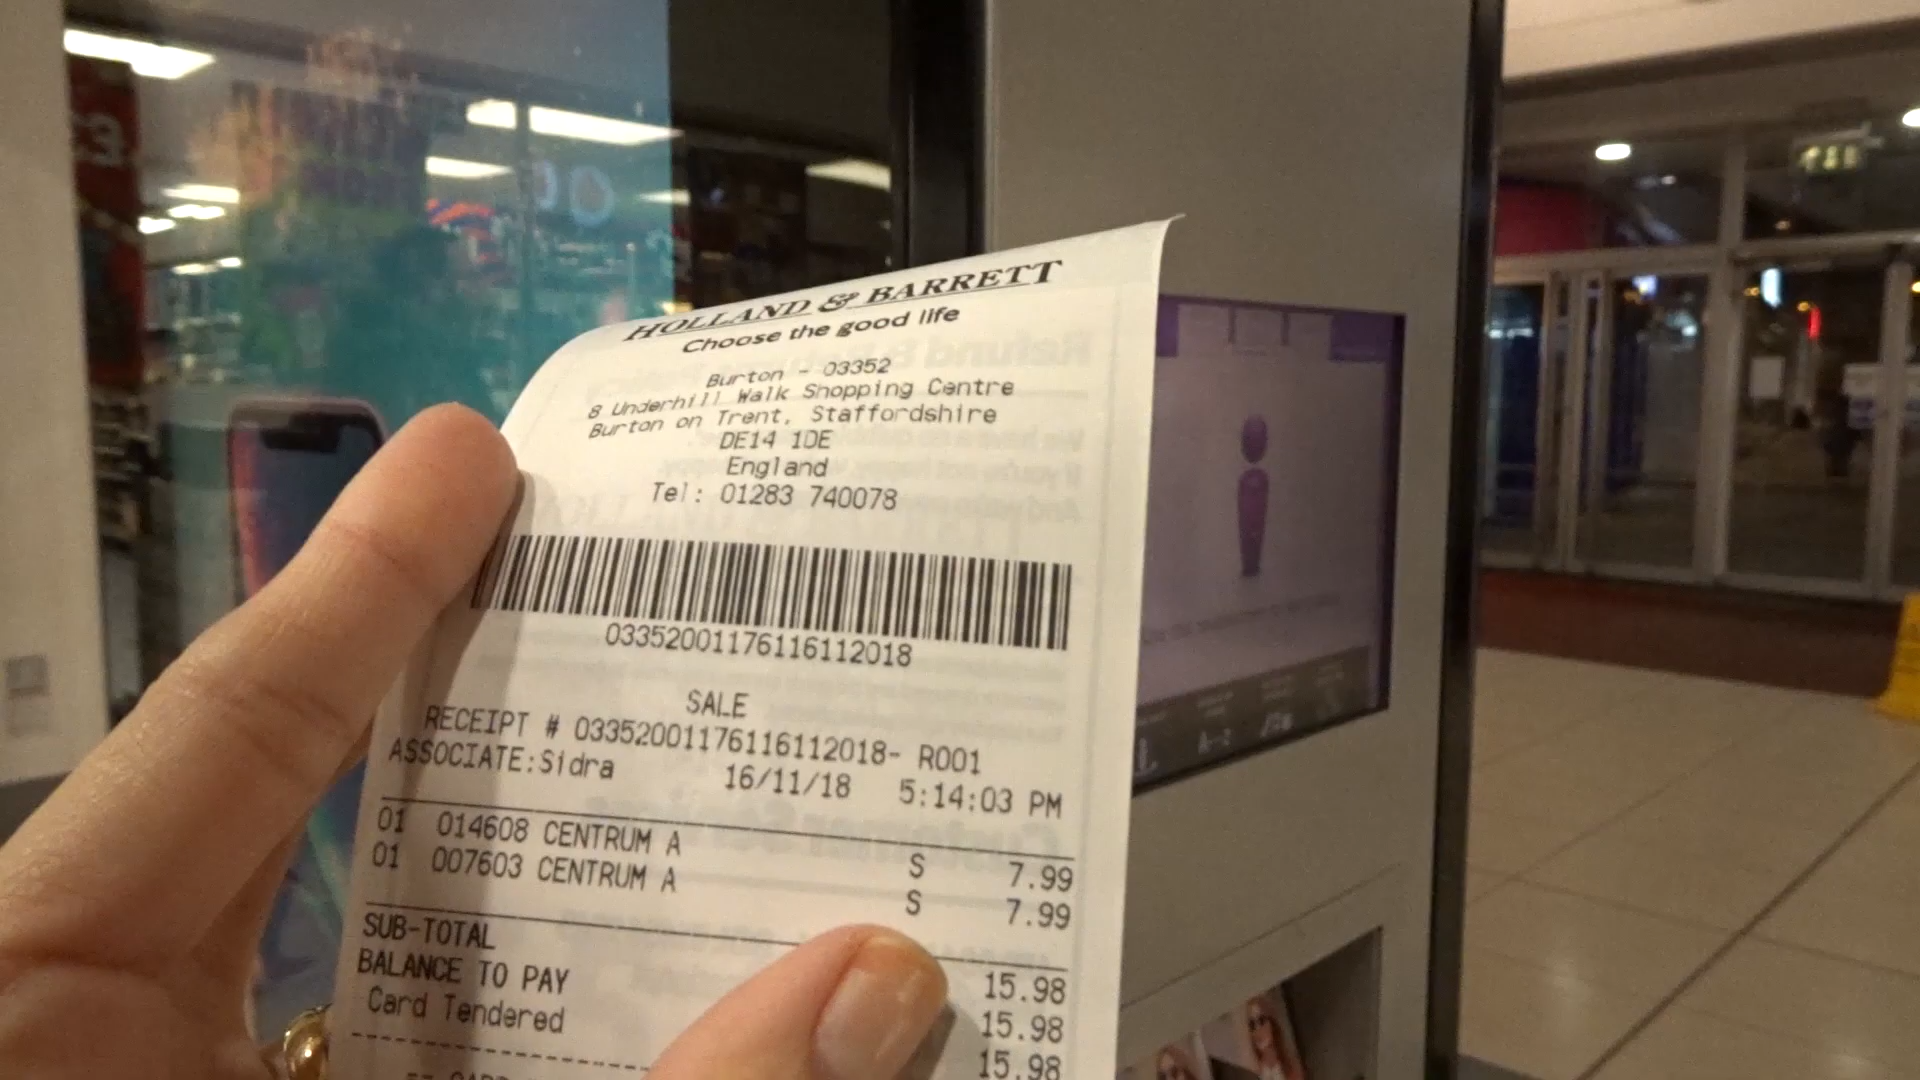 HOLLAND & BARRETT
Choose the good life
Burton - 03352
8 Underhill Walk Shopping Centre
Burton on Trent, Staffordshire
DE14 1DE
England
Tel: 01283 740078
03352001176116112018
SALE
RECEIPT # 03352001176116112018- R001
ASSOCIATE:Sidra 16/11/18 5:14:03 PM
01 014608 CENTRUM A S 7.99
01 007603 CENTRUM A S 7.99
SUB-TOTAL 15.98
BALANCE TO PAY 15.98
Card Tendered 15.98